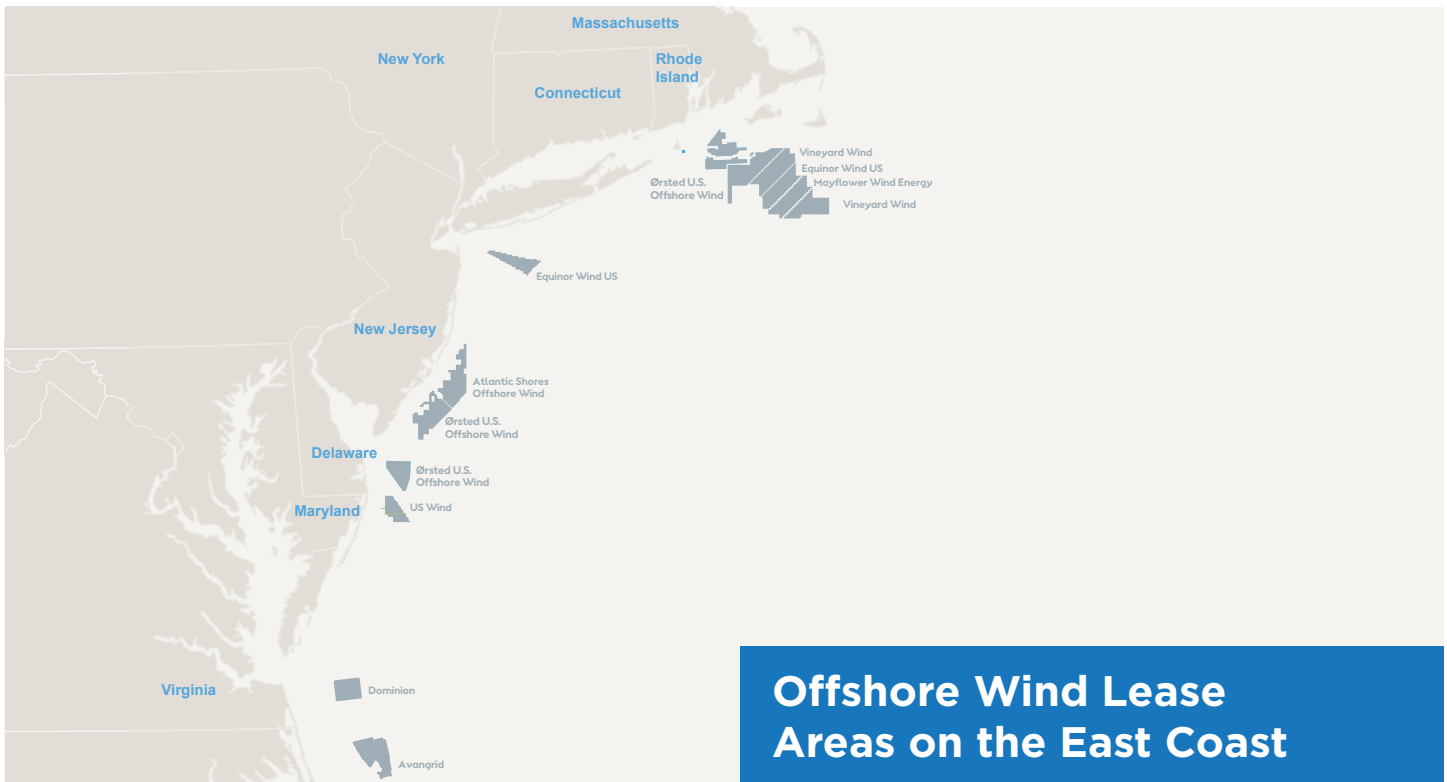 Massachusetts
New York
Rhode
Island
Connecticut
Vineyard Wind
Equinor Wind US
Mayflower Wind Energy
Ørsted U.S.
Offshore Wind
Vineyard Wind
Equinor Wind US
New Jersey
Atlantic Shores
Offshore Wind
Ørsted U.S.
Offshore Wind
Delaware
Ørsted U.S.
Offshore Wind
Maryland
US Wind
Virginia
Dominion
Avangrid
Offshore Wind Lease
Areas on the East Coast